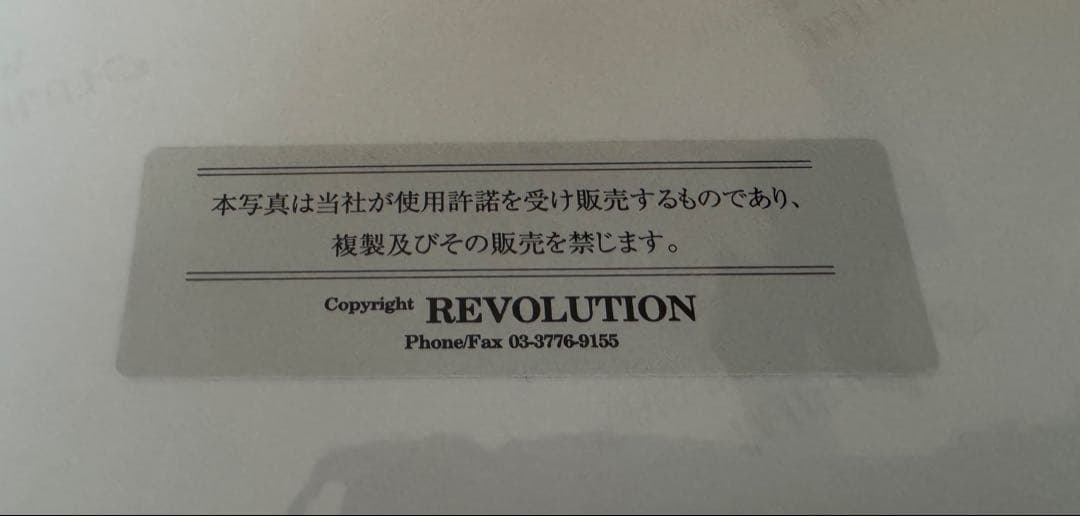 本写真は当社が使用許諾を受け販売するものであり、
複製及びその販売を禁じます。
Copyright REVOLUTION
Phone/Fax 03-3776-9155